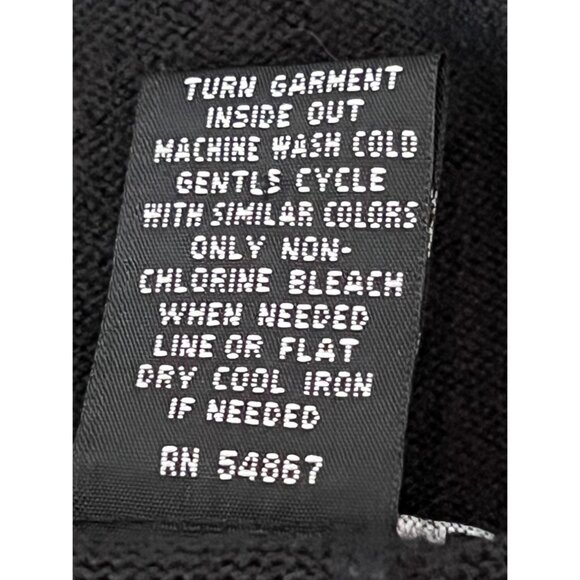 TURN GARMENT
INSIDE OUT
MACHINE WASH COLD
GENTLE CYCLE
WITH SIMILAR COLORS
ONLY NON-
CHLORINE BLEACH
WHEN NEEDED
LINE OR FLAT
DRY COOL IRON
IF NEEDED
RN 54867